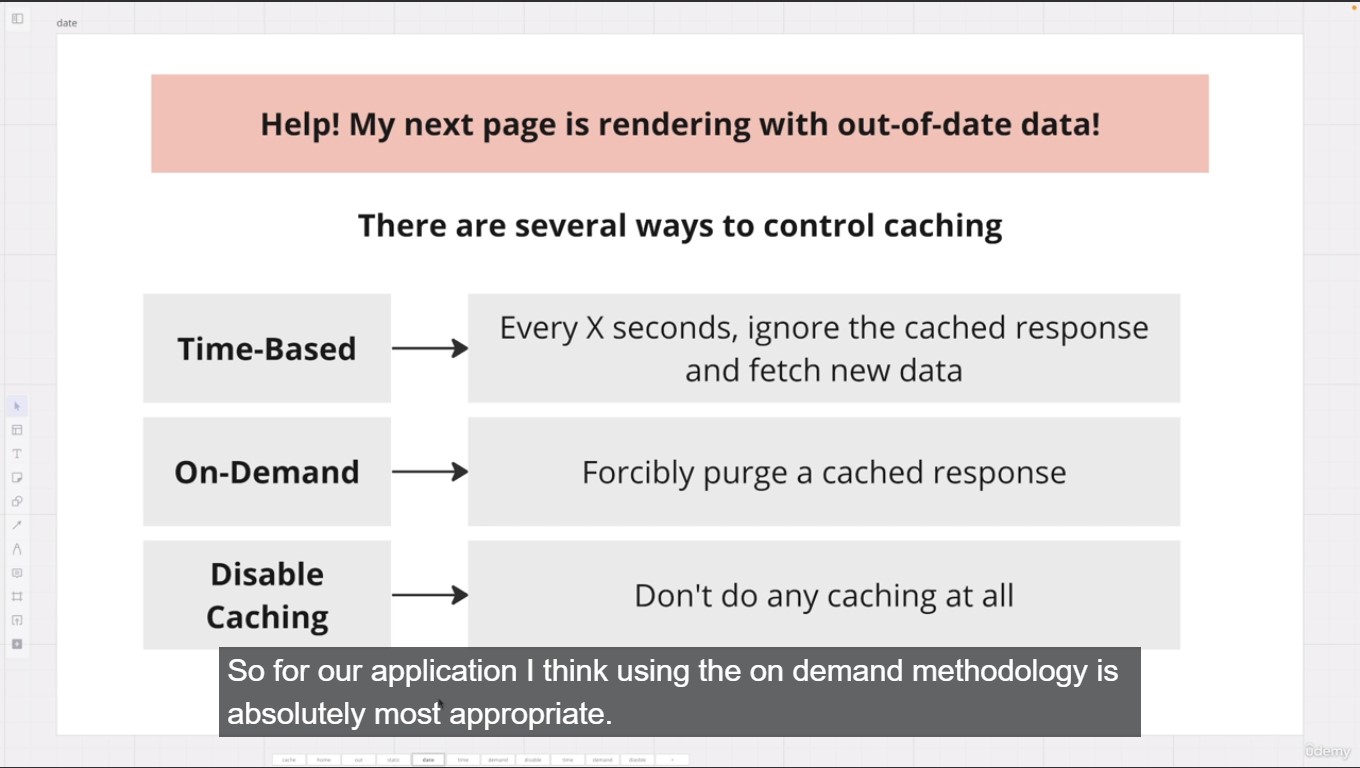 date
Help! My next page is rendering with out-of-date data!
There are several ways to control caching
Time-Based
Every X seconds, ignore the cached response
and fetch new data
On-Demand
Forcibly purge a cached response
Disable
Caching
Don't do any caching at all
So for our application I think using the on demand methodology is
absolutely most appropriate.
ûdemy
cache home out static date time demand disable time demand disable